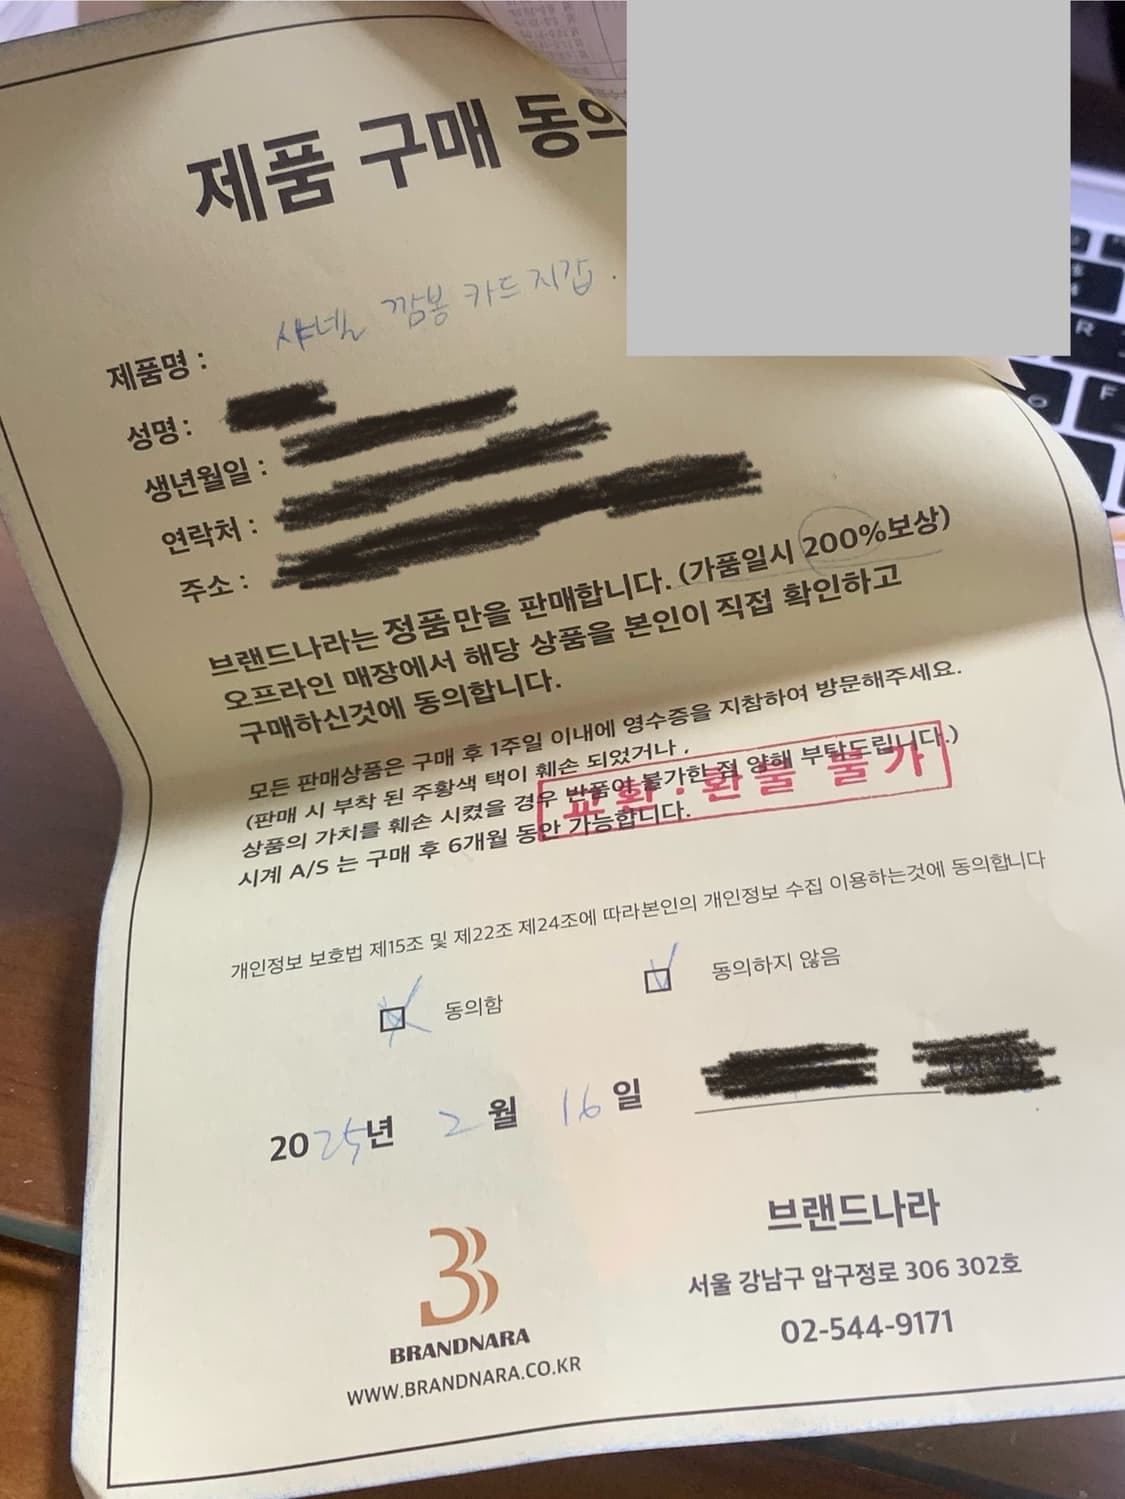 제품 구매 동의
제품명 : 샤넬 깜봉 카드지갑.
성명 :
생년월일 :
연락처 :
주소 :
브랜드나라는 정품만을 판매합니다. (가품일시 200%보상)
오프라인 매장에서 해당 상품을 본인이 직접 확인하고
구매하신것에 동의합니다.
모든 판매상품은 구매 후 1주일 이내에 영수증을 지참하여 방문해주세요.
(판매 시 부착 된 주황색 택이 훼손 되었거나 ,
상품의 가치를 훼손 시켰을 경우 반품이 불가한 점 양해 부탁드립니다.)
시계 A/S 는 구매 후 6개월 동안 가능합니다.
교환·환불 불가
개인정보 보호법 제15조 및 제22조 제24조에 따라본인의 개인정보 수집 이용하는것에 동의합니다
동의함 동의하지 않음
2025년 2월 16일
브랜드나라
서울 강남구 압구정로 306 302호
02-544-9171
BRANDNARA
WWW.BRANDNARA.CO.KR